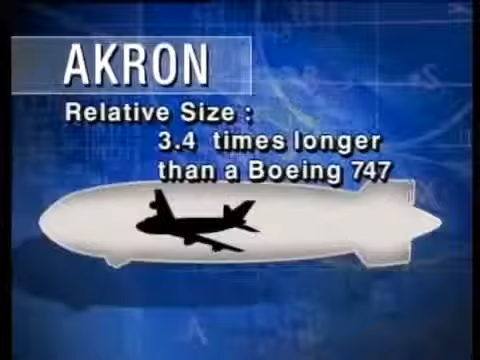 AKRON
Relative Size :
3.4 times longer
than a Boeing 747